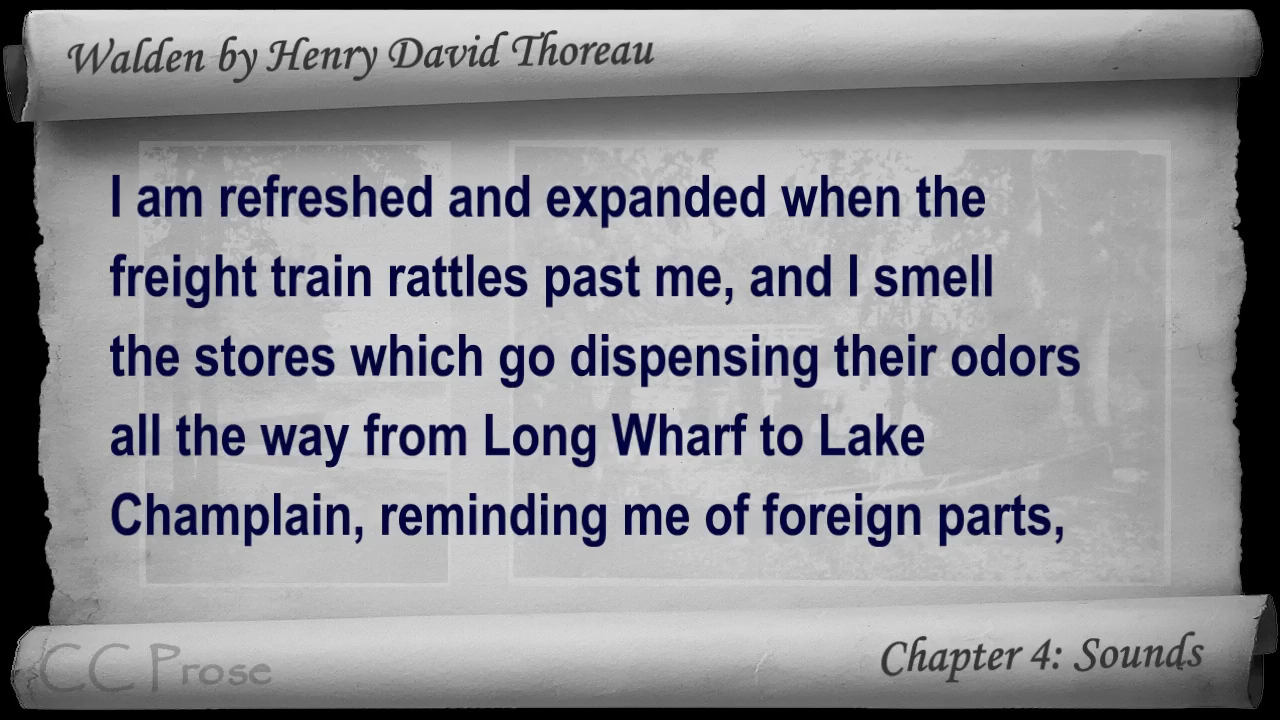 Walden by Henry David Thoreau
I am refreshed and expanded when the
freight train rattles past me, and I smell
the stores which go dispensing their odors
all the way from Long Wharf to Lake
Champlain, reminding me of foreign parts,
CC Prose
Chapter 4: Sounds